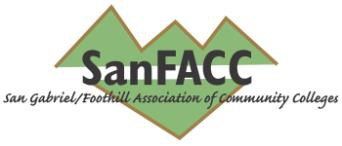 SanFACC
San Gabriel/Foothill Association of Community Colleges